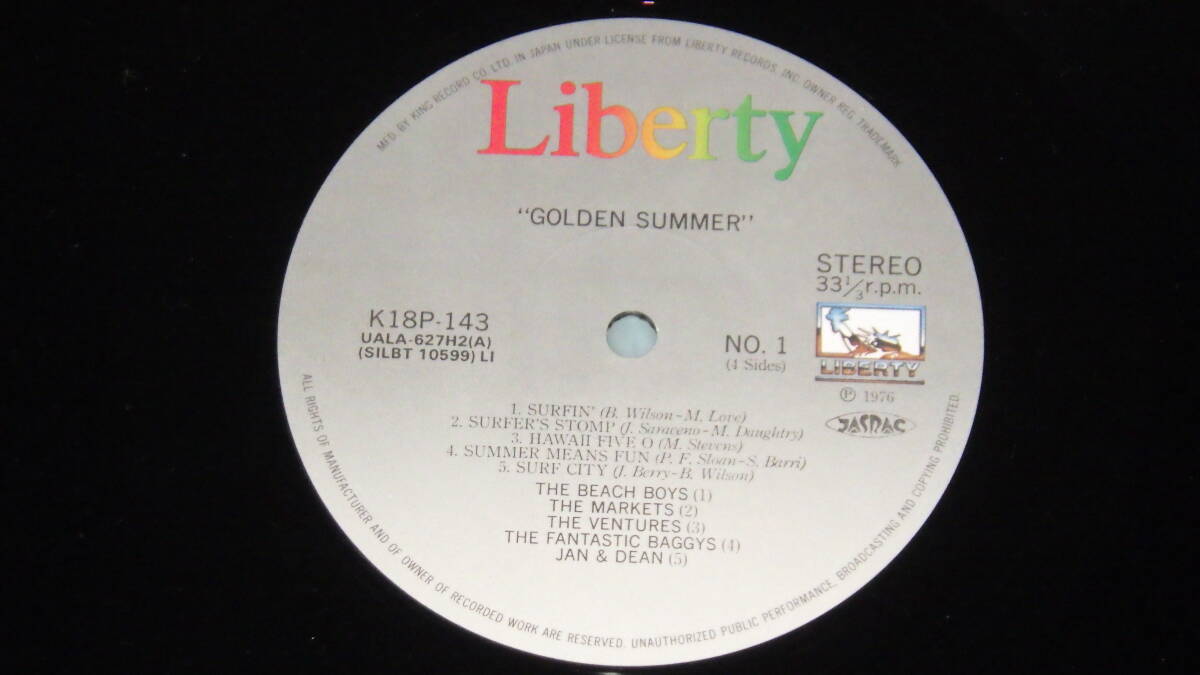 MFD. BY KING RECORD CO. LTD. IN JAPAN UNDER LICENSE FROM LIBERTY RECORDS, INC. OWNER REG. TRADEMARK
Liberty
"GOLDEN SUMMER"
STEREO
33 1/3 r.p.m.
K18P-143
UALA-627H2(A)
(SILBT 10599) LI
NO. 1
(4 Sides)
LIBERTY
Ⓟ 1976
JASRAC
1. SURFIN' (B. Wilson-M. Love)
2. SURFER'S STOMP (J. Saraceno-M. Daughtry)
3. HAWAII FIVE O (M. Stevens)
4. SUMMER MEANS FUN (P. F. Sloan-S. Barri)
5. SURF CITY (J. Berry-B. Wilson)
THE BEACH BOYS (1)
THE MARKETS (2)
THE VENTURES (3)
THE FANTASTIC BAGGYS (4)
JAN & DEAN (5)
ALL RIGHTS OF MANUFACTURER AND OF OWNER OF RECORDED WORK ARE RESERVED. UNAUTHORIZED PUBLIC PERFORMANCE, BROADCASTING AND COPYING PROHIBITED.